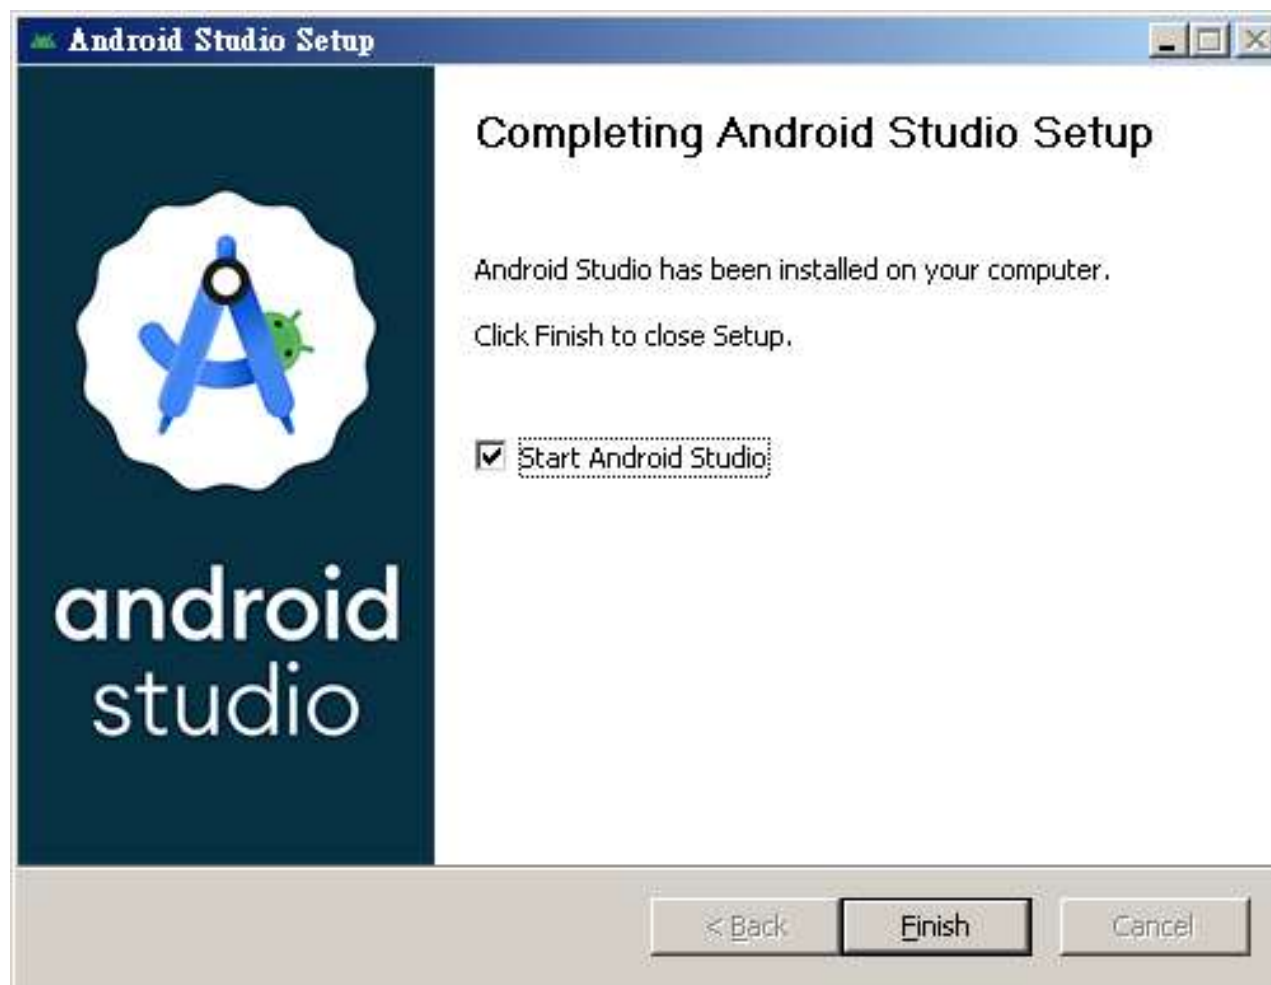 Android Studio Setup
Completing Android Studio Setup
Android Studio has been installed on your computer.
Click Finish to close Setup.
Start Android Studio
android
studio
< Back
Finish
Cancel